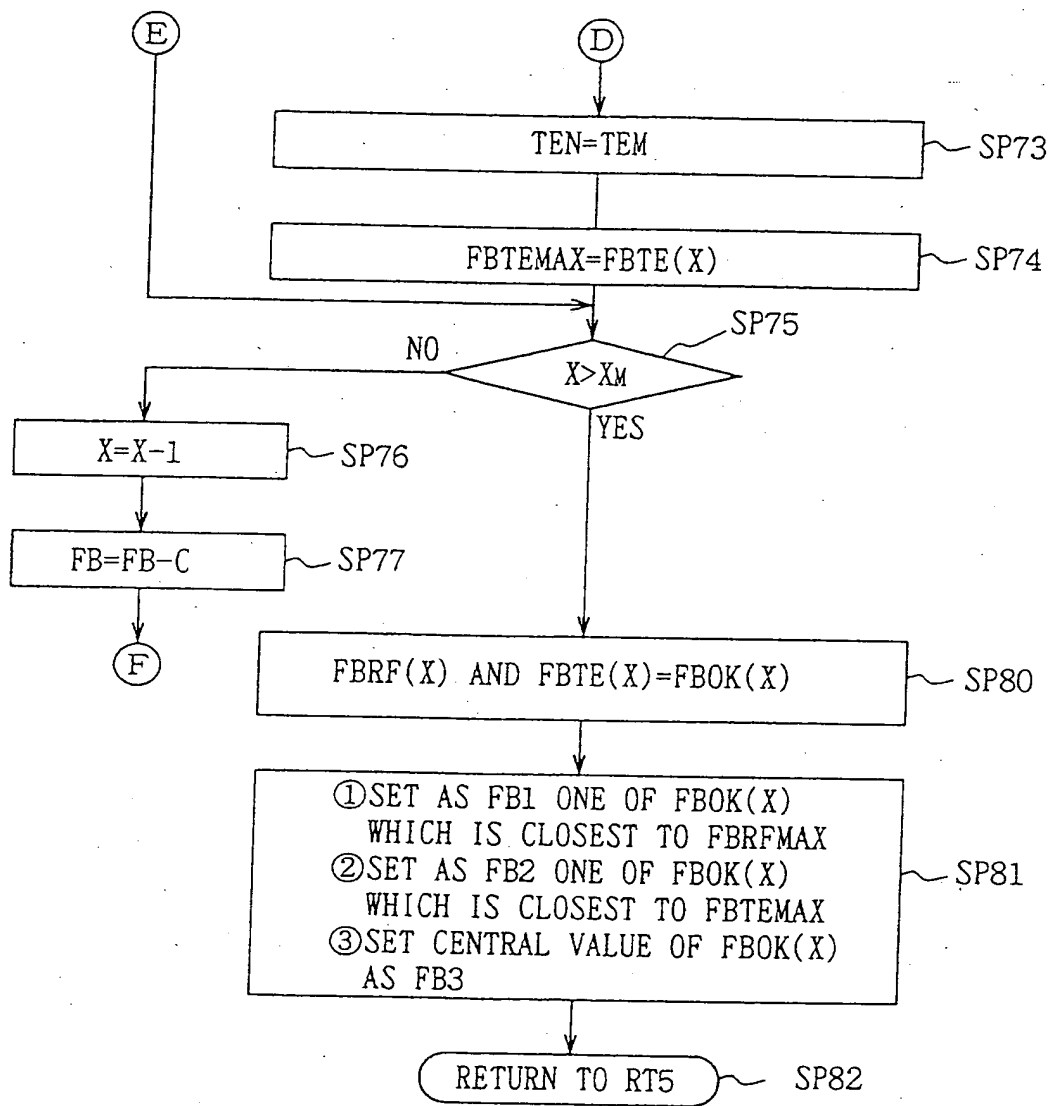 E
D
TEN=TEM
SP73
FBTEMAX=FBTE(X)
SP74
SP75
NO
X>XM
YES
X=X-1
SP76
FB=FB-C
SP77
F
FBRF(X) AND FBTE(X)=FBOK(X)
SP80
①SET AS FB1 ONE OF FBOK(X)
WHICH IS CLOSEST TO FBRFMAX
②SET AS FB2 ONE OF FBOK(X)
WHICH IS CLOSEST TO FBTEMAX
③SET CENTRAL VALUE OF FBOK(X)
AS FB3
SP81
RETURN TO RT5
SP82